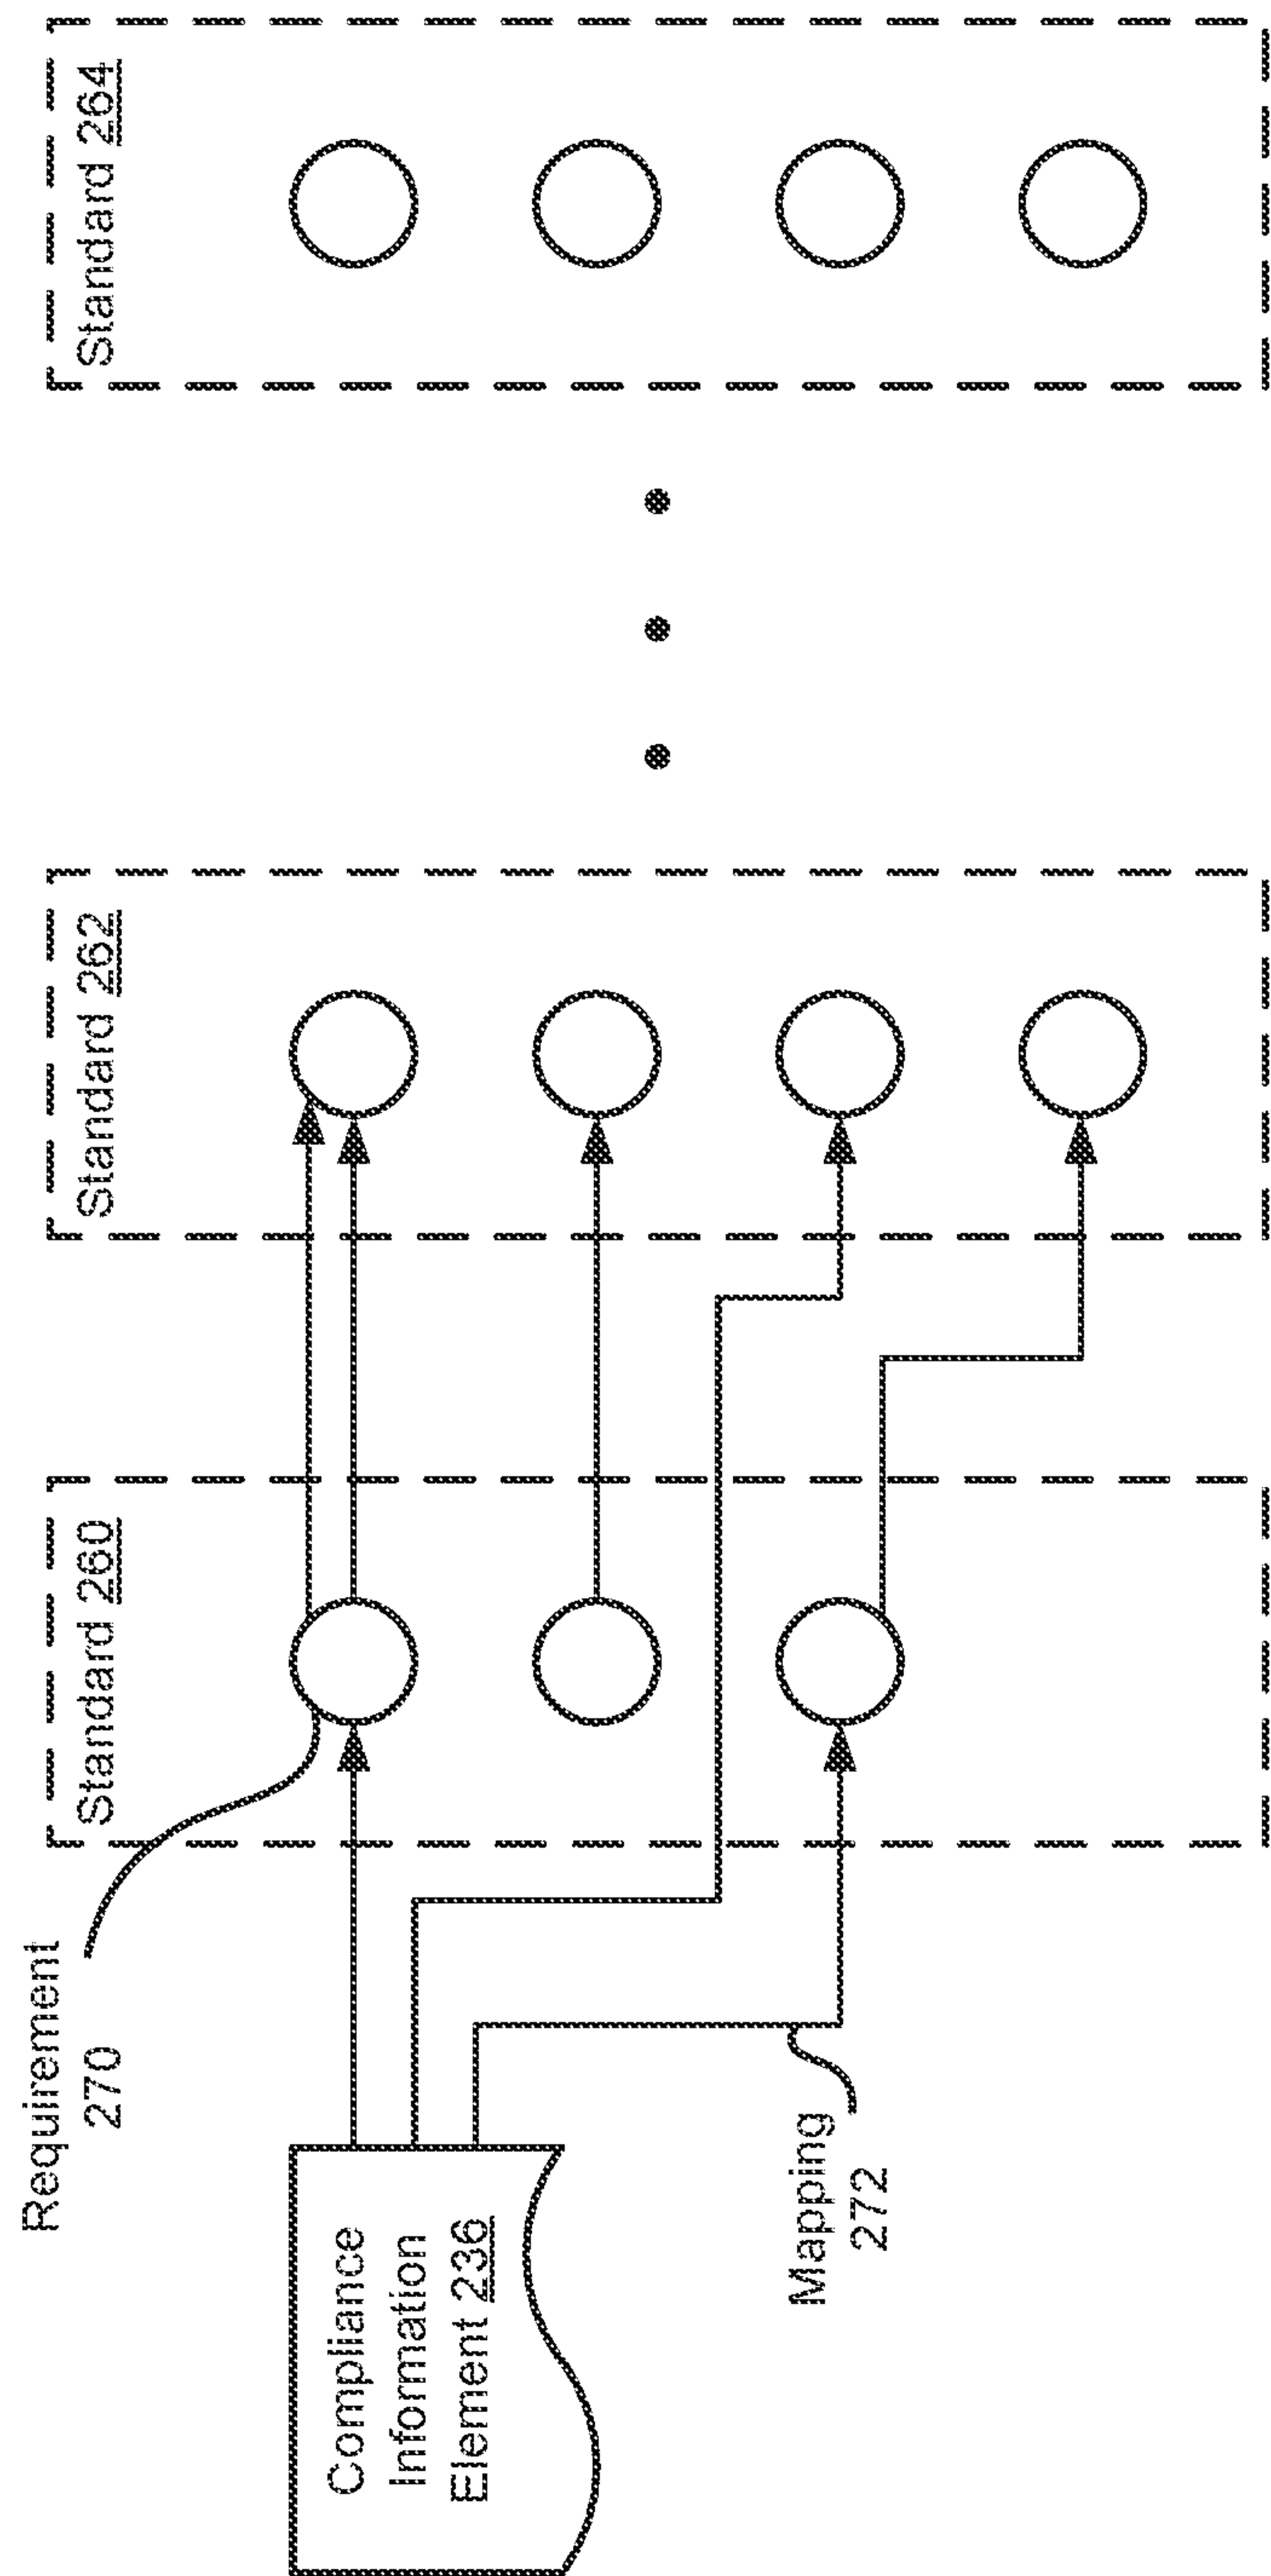 Requirement
270
Standard 260
Standard 262
Standard 264
Compliance
Information
Element 236
Mapping
272